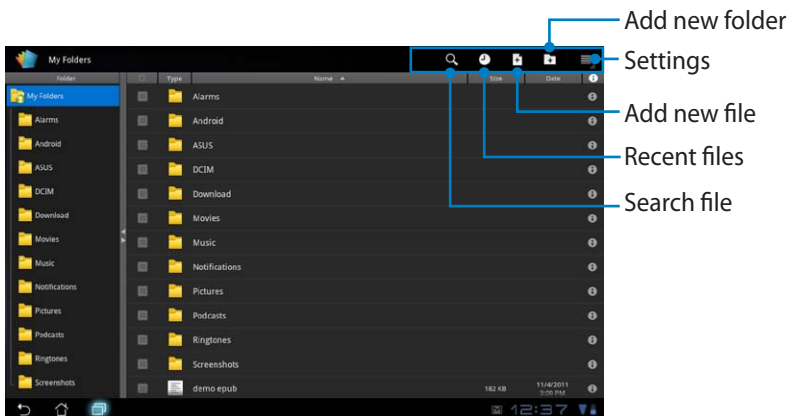 Add new folder
My Folders
Settings
Folder Type Name Size Date
My Folders
Alarms
Android
ASUS
DCIM
Download
Movies
Music
Notifications
Pictures
Podcasts
Ringtones
Screenshots
Alarms
Android
ASUS
DCIM
Download
Movies
Music
Notifications
Pictures
Podcasts
Ringtones
Screenshots
demo epub 182 KB 11/4/2011
3:00 PM
Add new file
Recent files
Search file
12:37